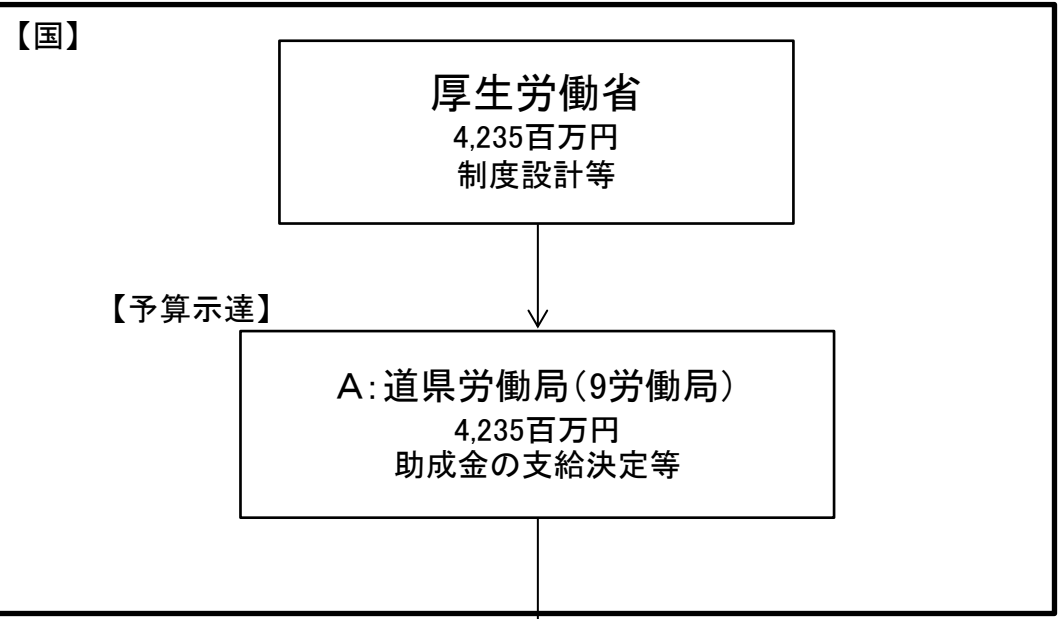 【国】
厚生労働省
4,235百万円
制度設計等
【予算示達】
A:道県労働局(9労働局)
4,235百万円
助成金の支給決定等